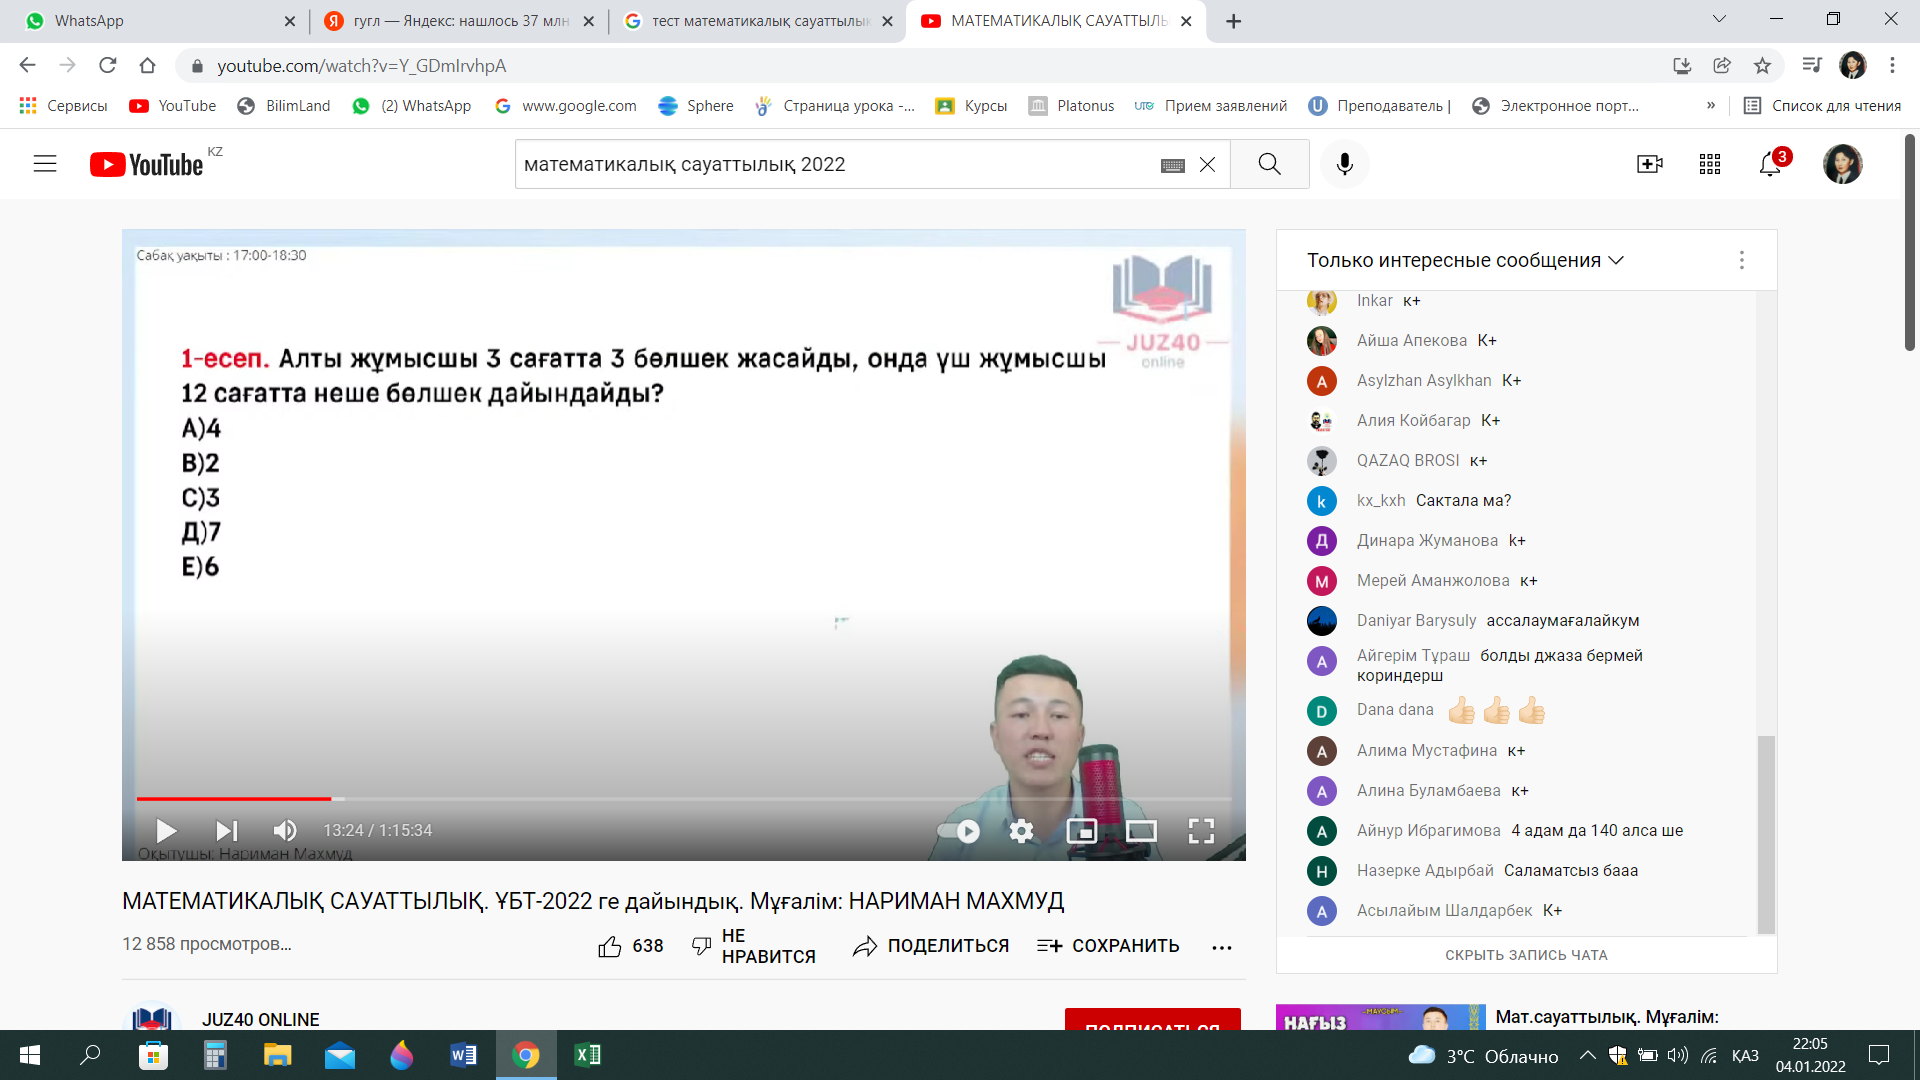 WhatsApp
гугл — Яндекс: нашлось 37 млн
тест математикалық сауаттылық
МАТЕМАТИКАЛЫҚ САУАТТЫЛЫ
youtube.com/watch?v=Y_GDmIrvhpA
Сервисы
YouTube
BilimLand
(2) WhatsApp
www.google.com
Sphere
Страница урока -...
Курсы
Platonus
Прием заявлений
Преподаватель |
Электронное порт...
»
Список для чтения
YouTube KZ
математикалық сауаттылық 2022
3
Сабақ уақыты : 17:00-18:30
JUZ40
online
1-есеп. Алты жұмысшы 3 сағатта 3 бөлшек жасайды, онда үш жұмысшы
12 сағатта неше бөлшек дайындайды?
А)4
В)2
С)3
Д)7
Е)6
13:24 / 1:15:34
Оқытушы: Нариман Махмуд
МАТЕМАТИКАЛЫҚ САУАТТЫЛЫҚ. ҰБТ-2022 ге дайындық. Мұғалім: НАРИМАН МАХМУД
12 858 просмотров...
638
НЕ
НРАВИТСЯ
ПОДЕЛИТЬСЯ
СОХРАНИТЬ
JUZ40 ONLINE
ПОДПИСАТЬСЯ
Только интересные сообщения
Inkar к+
Айша Апекова К+
Asylzhan Asylkhan К+
Алия Койбагар К+
QAZAQ BROSI к+
kx_kxh Сактала ма?
Динара Жуманова k+
Мерей Аманжолова к+
Daniyar Barysuly ассалаумағалайкум
Айгерім Тұраш болды джаза бермей
кориндерш
Dana dana 👍🏻👍🏻👍🏻
Алима Мустафина к+
Алина Буламбаева к+
Айнур Ибрагимова 4 адам да 140 алса ше
Назерке Адырбай Саламатсыз бааа
Асылайым Шалдарбек К+
СКРЫТЬ ЗАПИСЬ ЧАТА
НАҒЫЗ
Мат.сауаттылық. Мұғалім:
3°C Облачно
ҚАЗ
22:05
04.01.2022